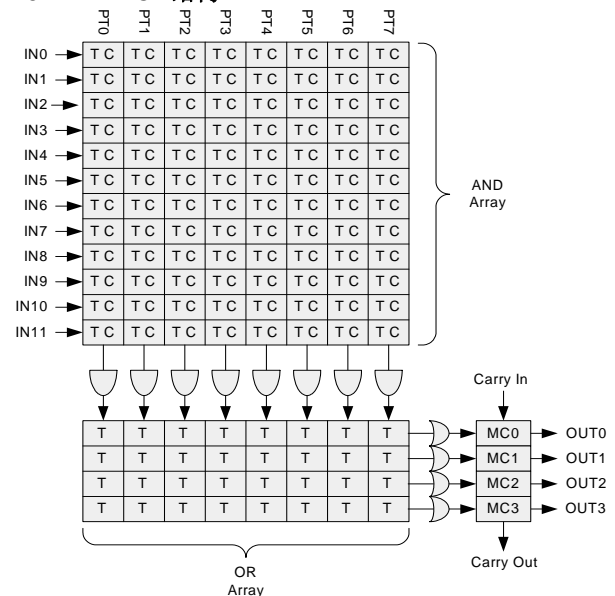 PT0 PT1 PT2 PT3 PT4 PT5 PT6 PT7
IN0 T C T C T C T C T C T C T C T C
IN1 T C T C T C T C T C T C T C T C
IN2 T C T C T C T C T C T C T C T C
IN3 T C T C T C T C T C T C T C T C
IN4 T C T C T C T C T C T C T C T C
IN5 T C T C T C T C T C T C T C T C
IN6 T C T C T C T C T C T C T C T C
IN7 T C T C T C T C T C T C T C T C
IN8 T C T C T C T C T C T C T C T C
IN9 T C T C T C T C T C T C T C T C
IN10 T C T C T C T C T C T C T C T C
IN11 T C T C T C T C T C T C T C T C
AND
Array
Carry In
T T T T T T T T MC0 OUT0
T T T T T T T T MC1 OUT1
T T T T T T T T MC2 OUT2
T T T T T T T T MC3 OUT3
Carry Out
OR
Array